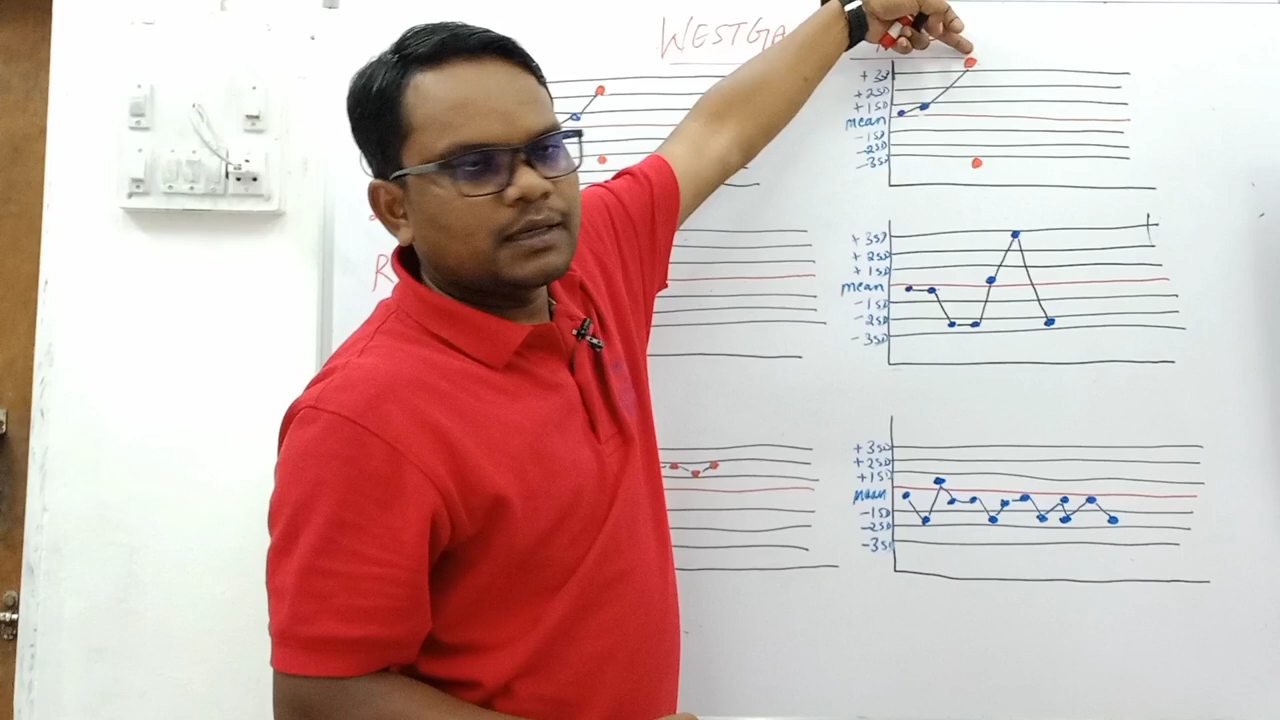 WESTGA
R
+3SD
+2SD
+1SD
mean
-1SD
-2SD
-3SD
+3SD
+2SD
+1SD
mean
-1SD
-2SD
-3SD
+3SD
+2SD
+1SD
mean
-1SD
-2SD
-3SD